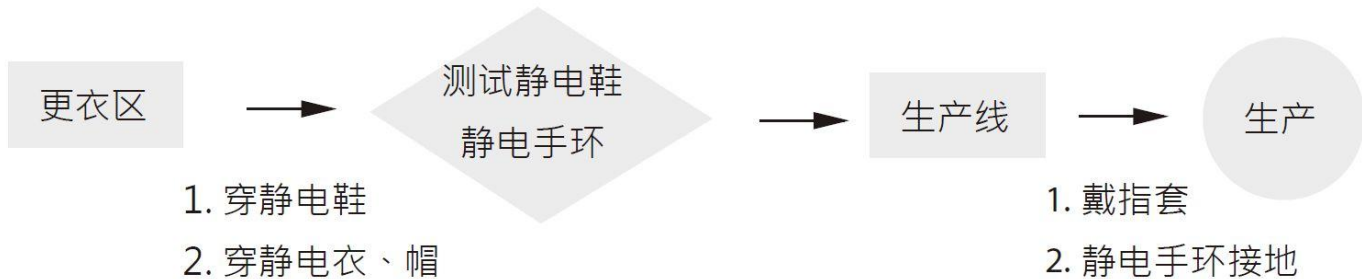 更衣区
测试静电鞋
静电手环
生产线
生产
1. 穿静电鞋
2. 穿静电衣、帽
1. 戴指套
2. 静电手环接地